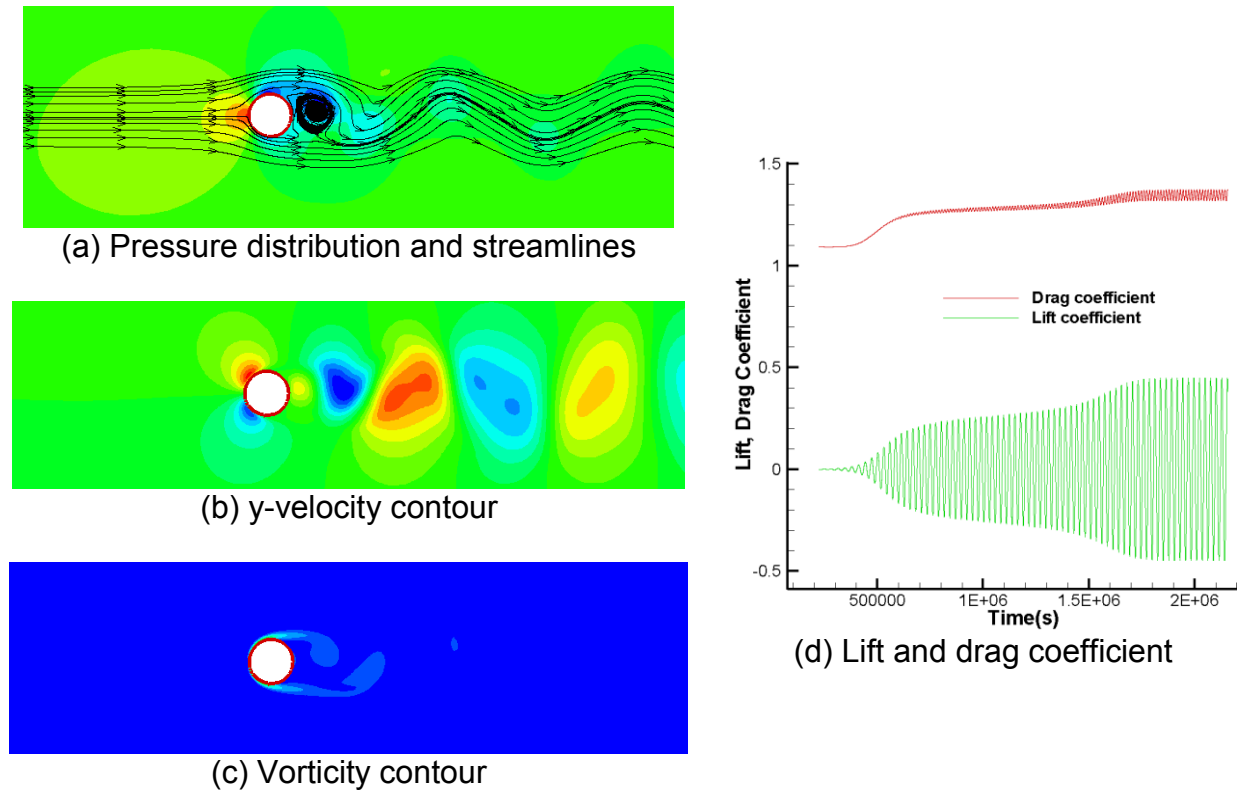 (a) Pressure distribution and streamlines
(b) y-velocity contour
(c) Vorticity contour
1.5
1
0.5
0
-0.5
Lift, Drag Coefficient
Drag coefficient
Lift coefficient
500000 1E+06 1.5E+06 2E+06
Time(s)
(d) Lift and drag coefficient